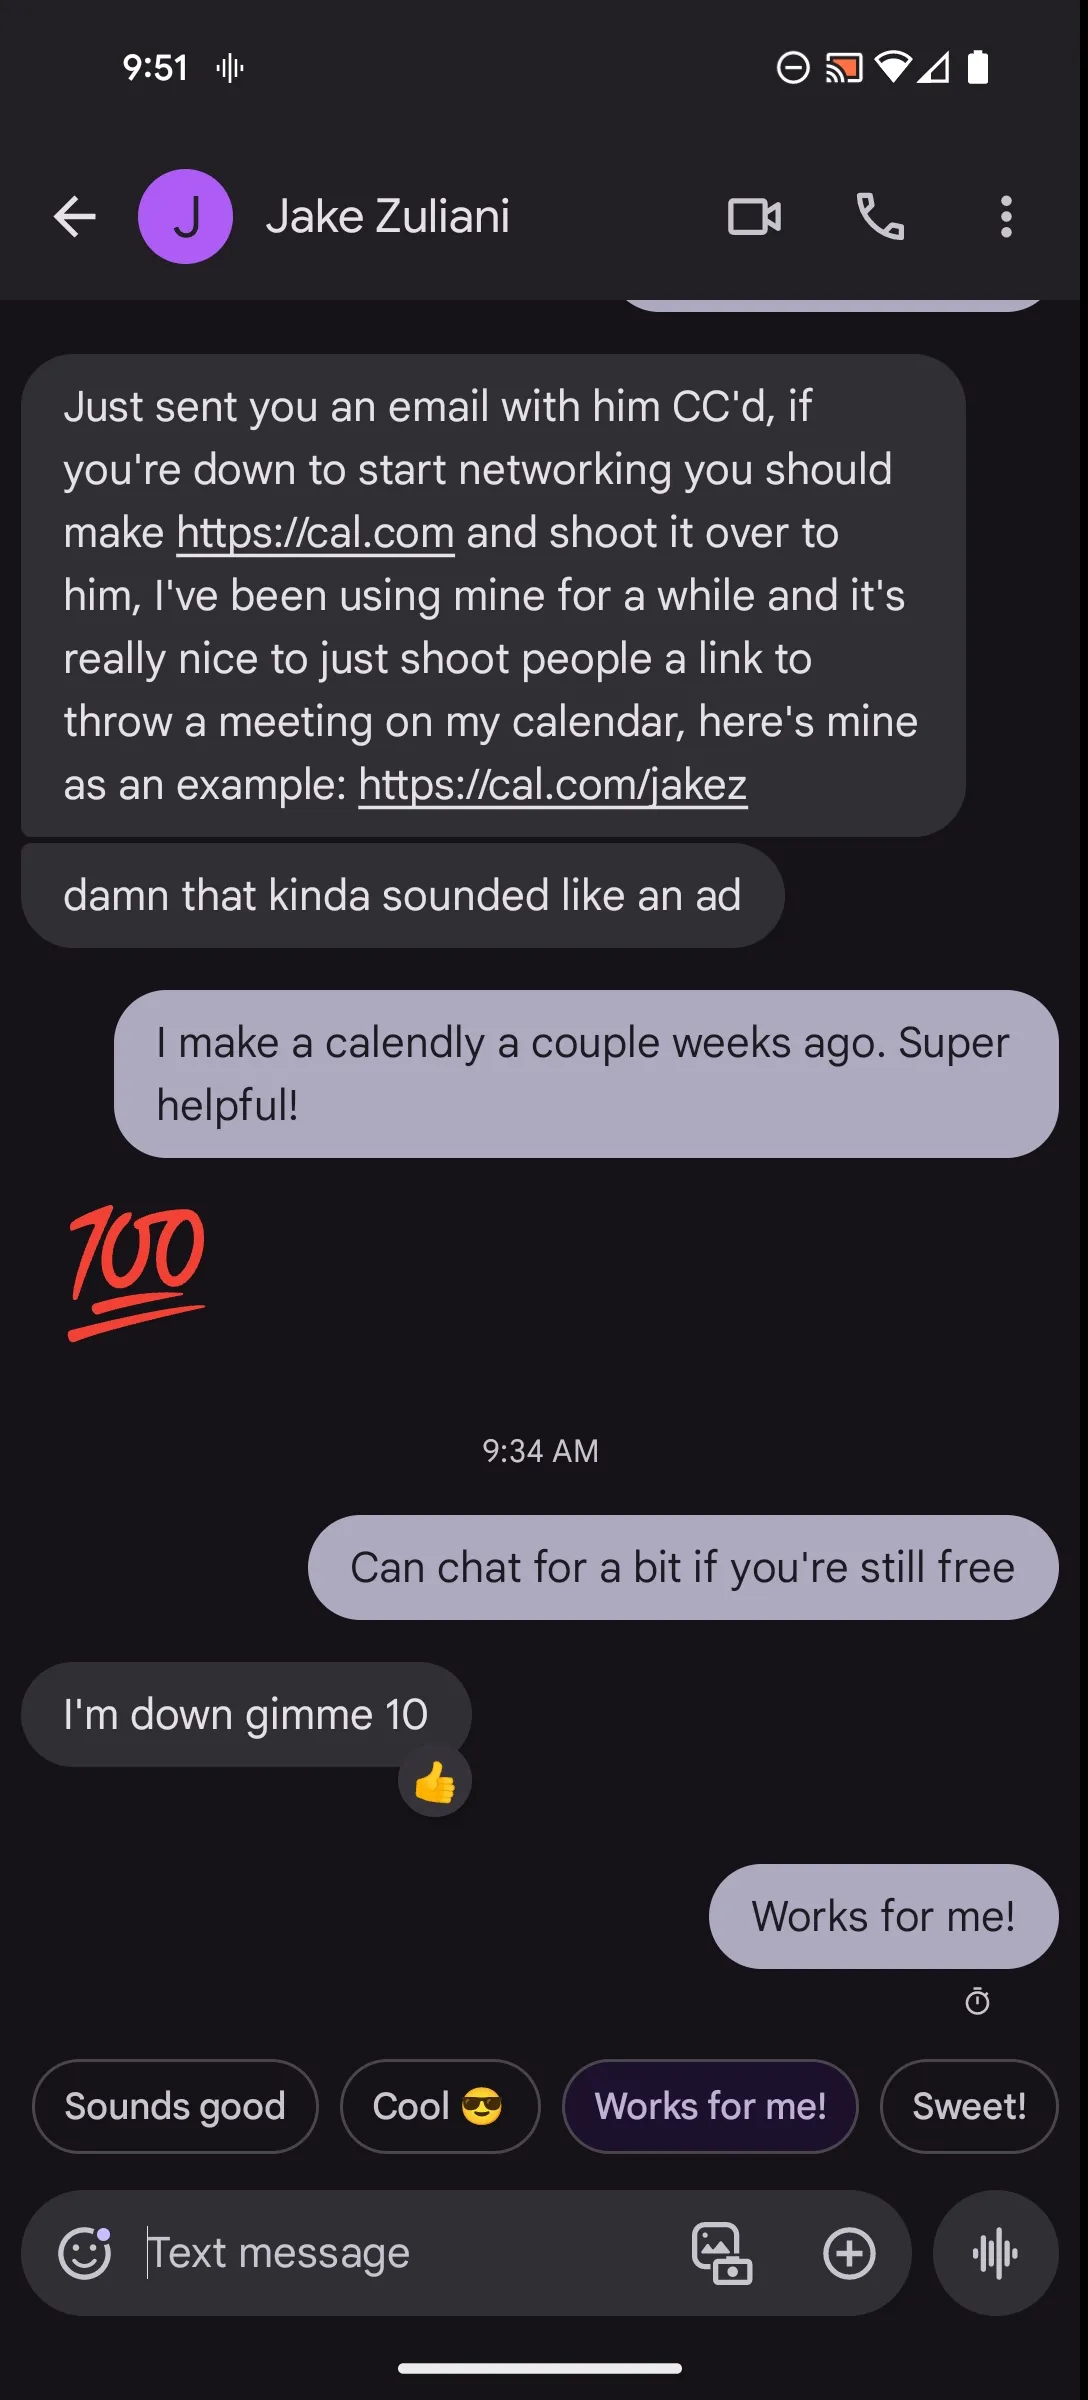 9:51
J
Jake Zuliani
Just sent you an email with him CC'd, if
you're down to start networking you should
make https://cal.com and shoot it over to
him, I've been using mine for a while and it's
really nice to just shoot people a link to
throw a meeting on my calendar, here's mine
as an example: https://cal.com/jakez
damn that kinda sounded like an ad
I make a calendly a couple weeks ago. Super
helpful!
💯
9:34 AM
Can chat for a bit if you're still free
I'm down gimme 10
👍
Works for me!
Sounds good
Cool 😎
Works for me!
Sweet!
Text message